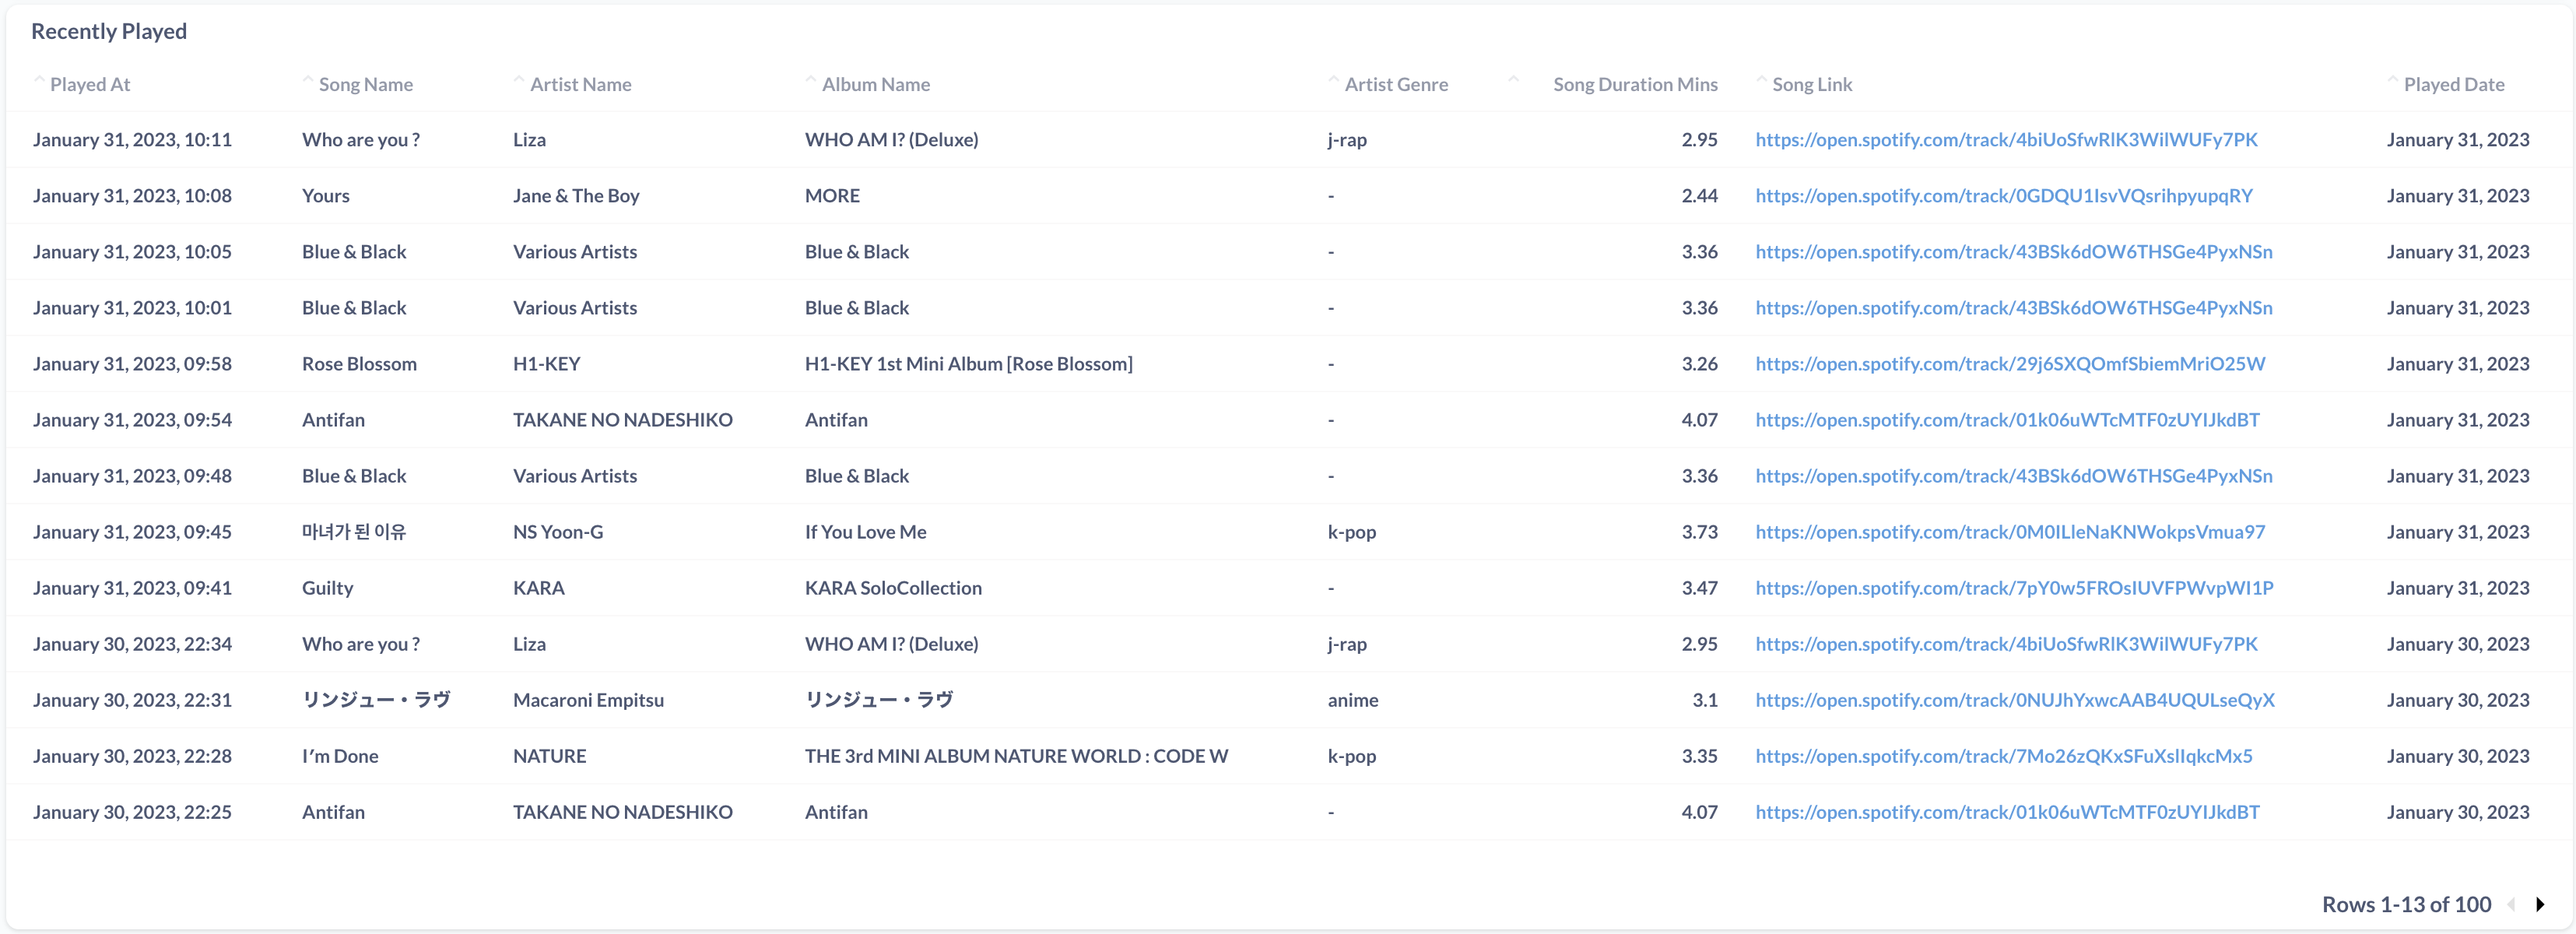 Recently Played
Played At Song Name Artist Name Album Name Artist Genre Song Duration Mins Song Link Played Date
January 31, 2023, 10:11 Who are you ? Liza WHO AM I? (Deluxe) j-rap 2.95 https://open.spotify.com/track/4biUoSfwRlK3WilWUFy7PK January 31, 2023
January 31, 2023, 10:08 Yours Jane & The Boy MORE - 2.44 https://open.spotify.com/track/0GDQU1IsvVQsrihpyupqRY January 31, 2023
January 31, 2023, 10:05 Blue & Black Various Artists Blue & Black - 3.36 https://open.spotify.com/track/43BSk6dOW6THSGe4PyxNSn January 31, 2023
January 31, 2023, 10:01 Blue & Black Various Artists Blue & Black - 3.36 https://open.spotify.com/track/43BSk6dOW6THSGe4PyxNSn January 31, 2023
January 31, 2023, 09:58 Rose Blossom H1-KEY H1-KEY 1st Mini Album [Rose Blossom] - 3.26 https://open.spotify.com/track/29j6SXQOmfSbiemMriO25W January 31, 2023
January 31, 2023, 09:54 Antifan TAKANE NO NADESHIKO Antifan - 4.07 https://open.spotify.com/track/01k06uWTcMTF0zUYIJkdBT January 31, 2023
January 31, 2023, 09:48 Blue & Black Various Artists Blue & Black - 3.36 https://open.spotify.com/track/43BSk6dOW6THSGe4PyxNSn January 31, 2023
January 31, 2023, 09:45 마녀가 된 이유 NS Yoon-G If You Love Me k-pop 3.73 https://open.spotify.com/track/0M0ILleNaKNWokpsVmua97 January 31, 2023
January 31, 2023, 09:41 Guilty KARA KARA SoloCollection - 3.47 https://open.spotify.com/track/7pY0w5FROsIUVFPWvpWI1P January 31, 2023
January 30, 2023, 22:34 Who are you ? Liza WHO AM I? (Deluxe) j-rap 2.95 https://open.spotify.com/track/4biUoSfwRlK3WilWUFy7PK January 30, 2023
January 30, 2023, 22:31 リンジュー・ラヴ Macaroni Empitsu リンジュー・ラヴ anime 3.1 https://open.spotify.com/track/0NUJhYxwcAAB4UQULseQyX January 30, 2023
January 30, 2023, 22:28 I′m Done NATURE THE 3rd MINI ALBUM NATURE WORLD : CODE W k-pop 3.35 https://open.spotify.com/track/7Mo26zQKxSFuXslIqkcMx5 January 30, 2023
January 30, 2023, 22:25 Antifan TAKANE NO NADESHIKO Antifan - 4.07 https://open.spotify.com/track/01k06uWTcMTF0zUYIJkdBT January 30, 2023
Rows 1-13 of 100